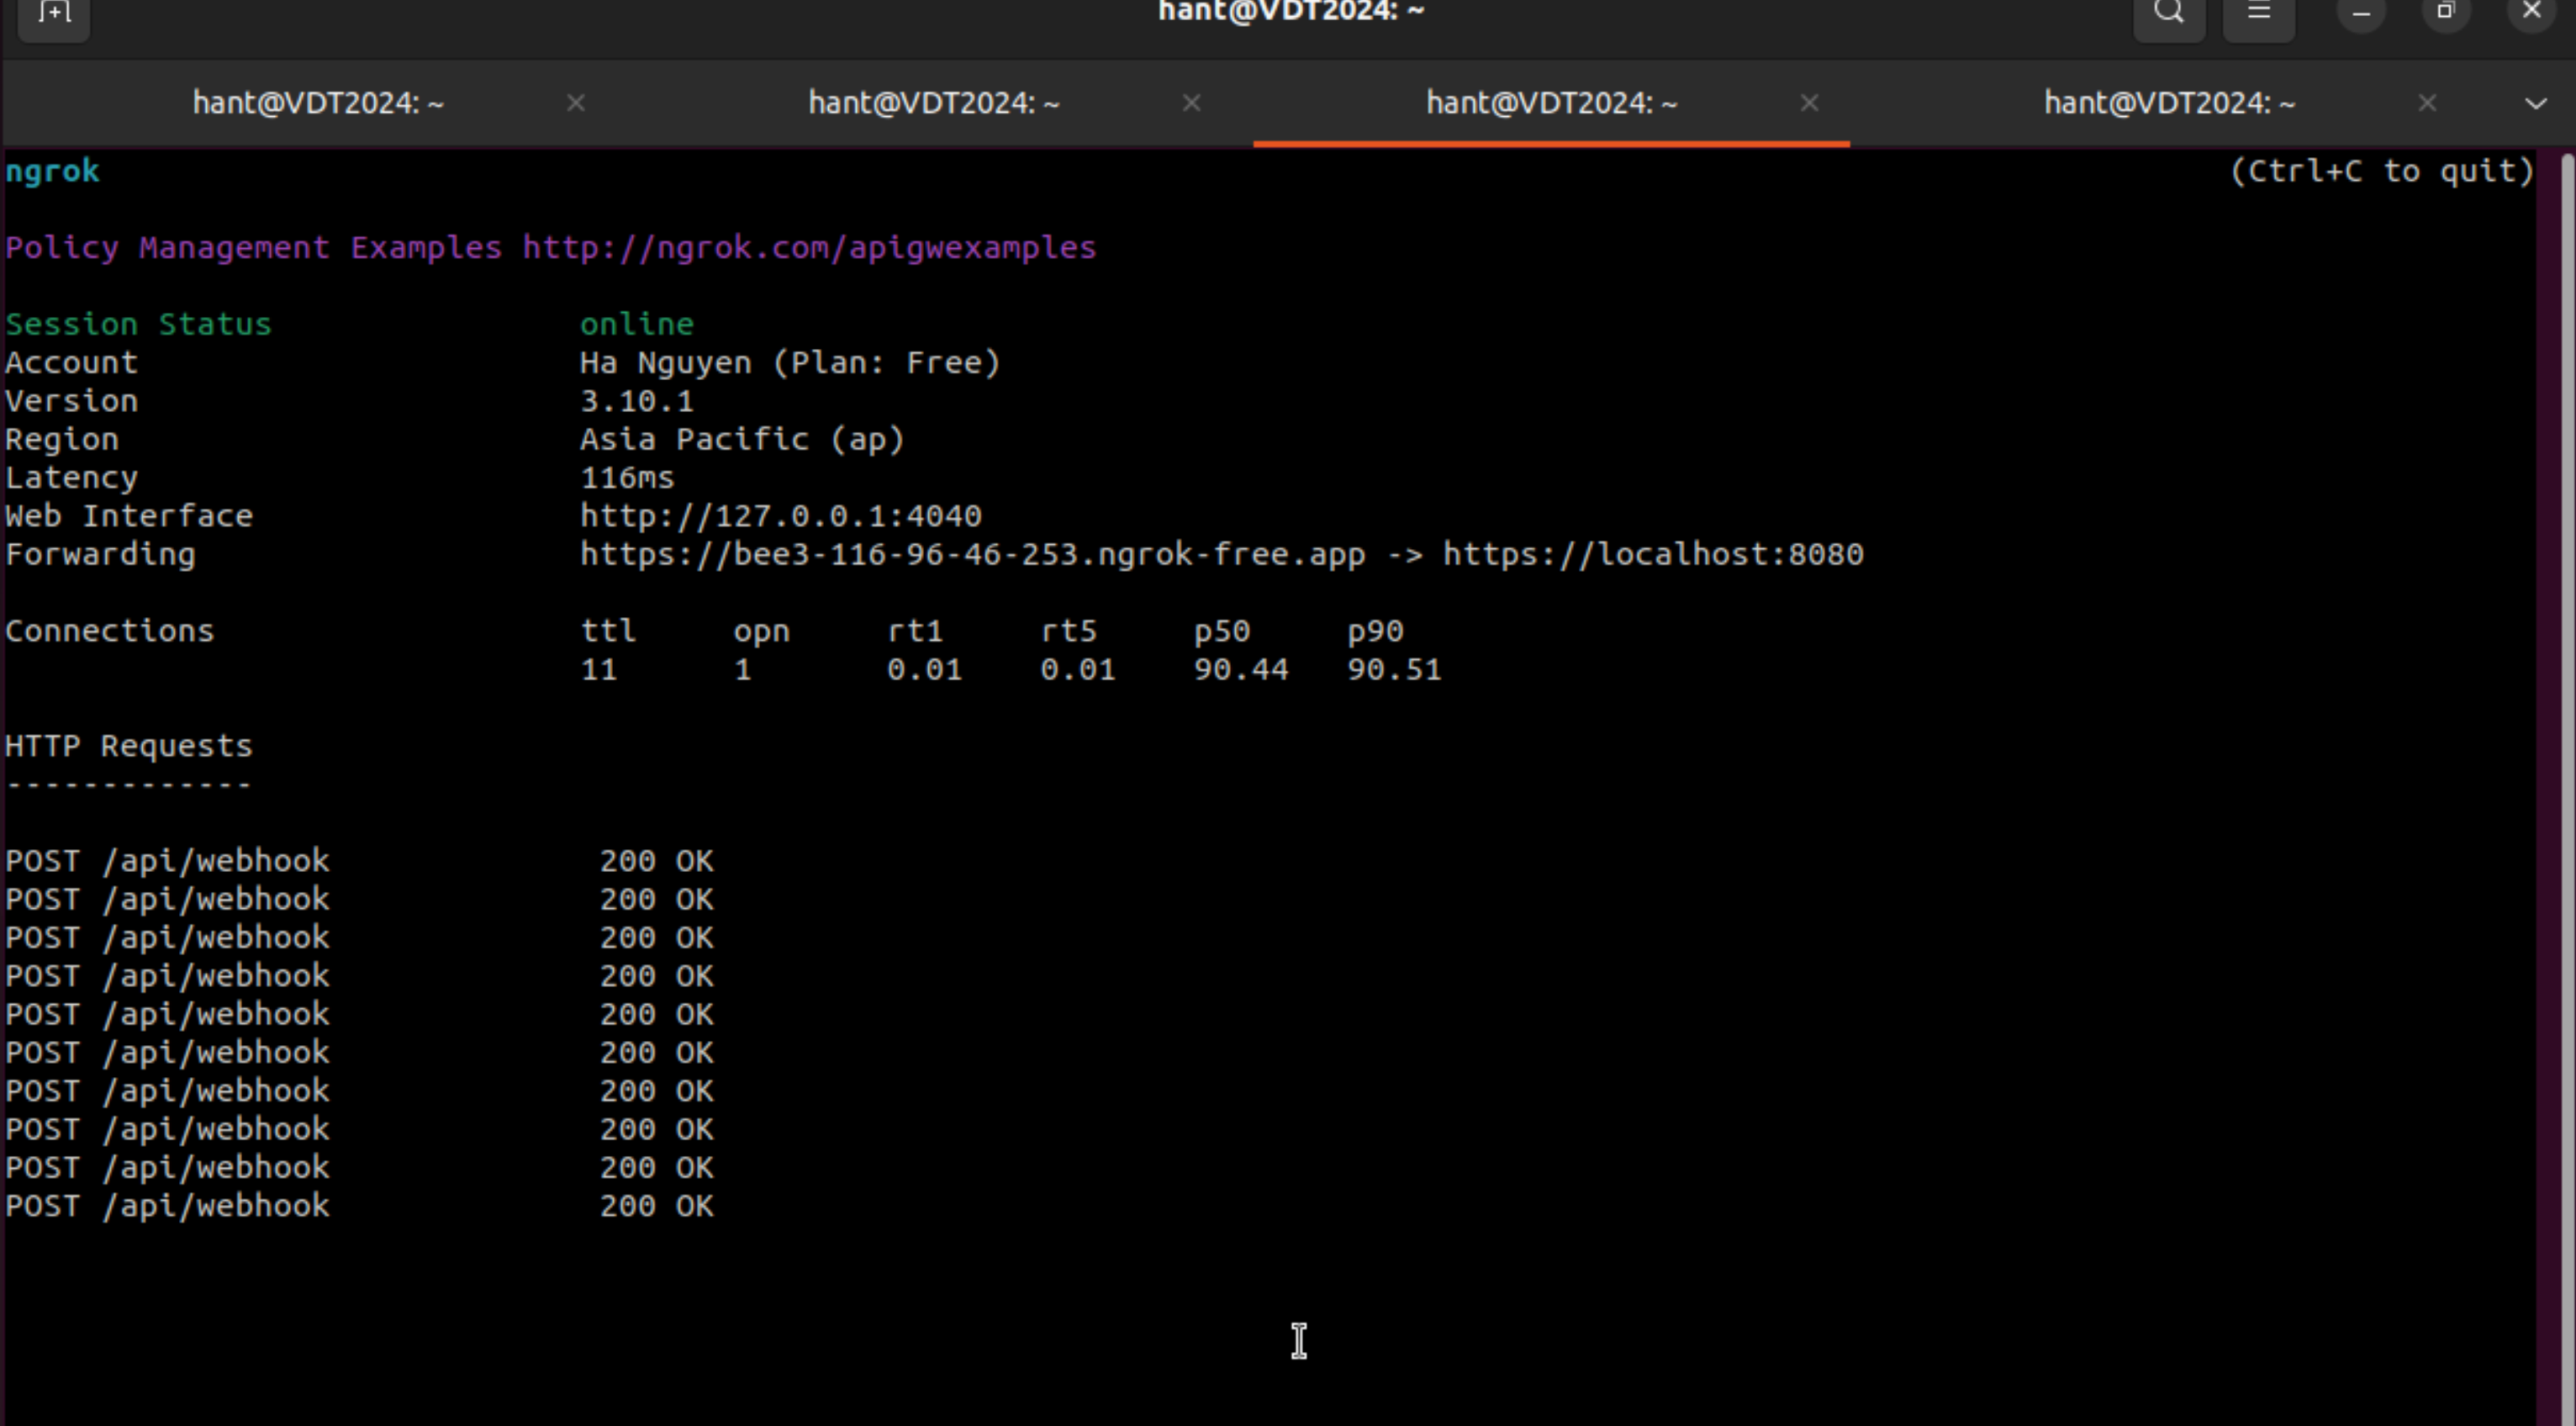 hant@VDT2024: ~
hant@VDT2024: ~ hant@VDT2024: ~ hant@VDT2024: ~ hant@VDT2024: ~
ngrok (Ctrl+C to quit)
Policy Management Examples http://ngrok.com/apigwexamples
Session Status online
Account Ha Nguyen (Plan: Free)
Version 3.10.1
Region Asia Pacific (ap)
Latency 116ms
Web Interface http://127.0.0.1:4040
Forwarding https://bee3-116-96-46-253.ngrok-free.app -> https://localhost:8080
Connections ttl opn rt1 rt5 p50 p90
11 1 0.01 0.01 90.44 90.51
HTTP Requests
-------------
POST /api/webhook 200 OK
POST /api/webhook 200 OK
POST /api/webhook 200 OK
POST /api/webhook 200 OK
POST /api/webhook 200 OK
POST /api/webhook 200 OK
POST /api/webhook 200 OK
POST /api/webhook 200 OK
POST /api/webhook 200 OK
POST /api/webhook 200 OK